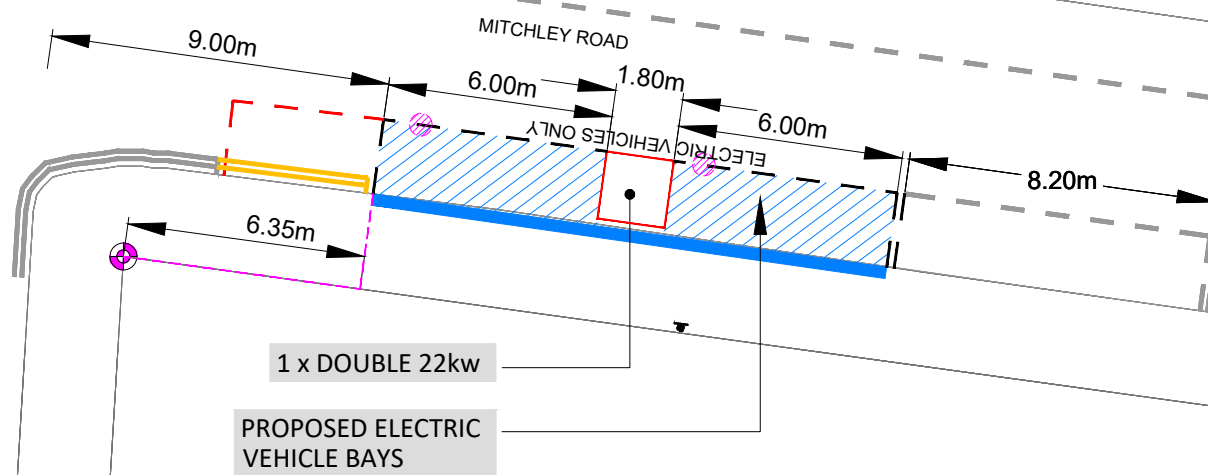 MITCHLEY ROAD
9.00m
6.00m
1.80m
6.00m
8.20m
ELECTRIC VEHICLES ONLY
6.35m
1 x DOUBLE 22kw
PROPOSED ELECTRIC
VEHICLE BAYS